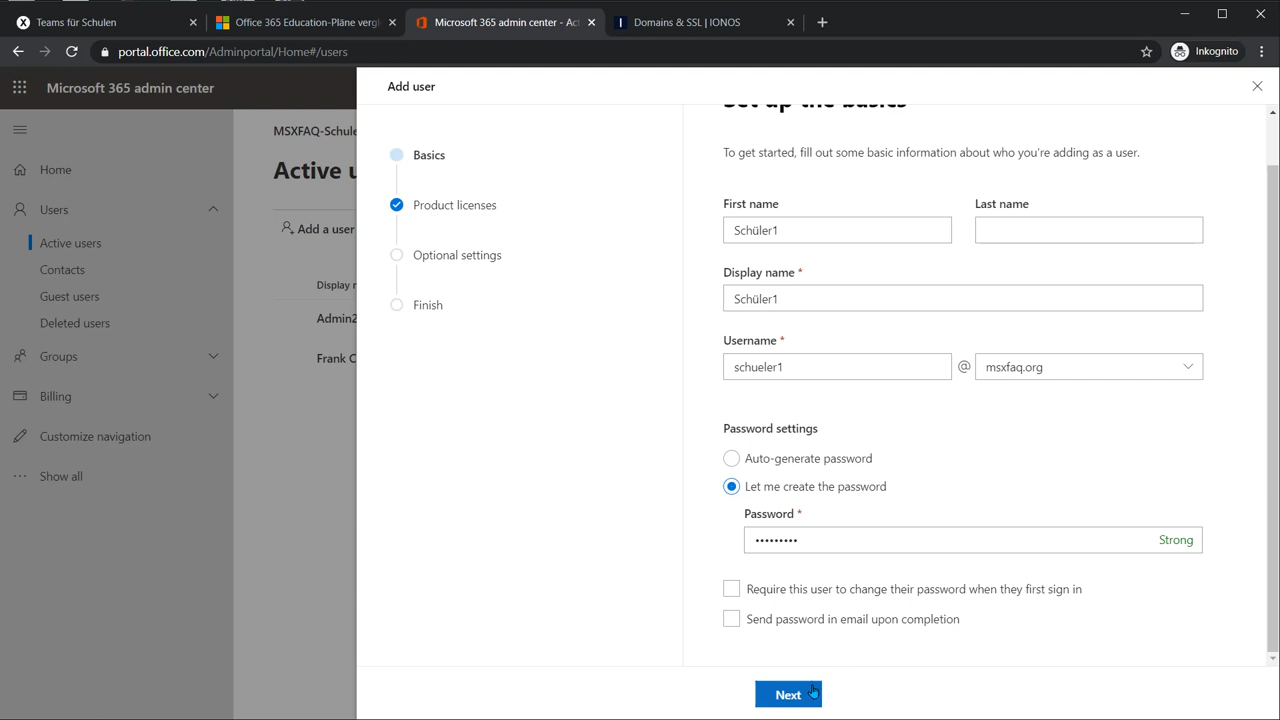 Teams für Schulen
Office 365 Education-Pläne vergl
Microsoft 365 admin center - Act
Domains & SSL | IONOS
portal.office.com/Adminportal/Home#/users
Inkognito
Microsoft 365 admin center
Home
Users
Active users
Contacts
Guest users
Deleted users
Groups
Billing
Customize navigation
Show all
MSXFAQ-Schule
Active u
Add a user
Display n
Admin2
Frank C
Add user
Basics
Product licenses
Optional settings
Finish
Set up the basics
To get started, fill out some basic information about who you're adding as a user.
First name
Last name
Schüler1
Display name *
Schüler1
Username *
schueler1 @ msxfaq.org
Password settings
Auto-generate password
Let me create the password
Password *
••••••••• Strong
Require this user to change their password when they first sign in
Send password in email upon completion
Next